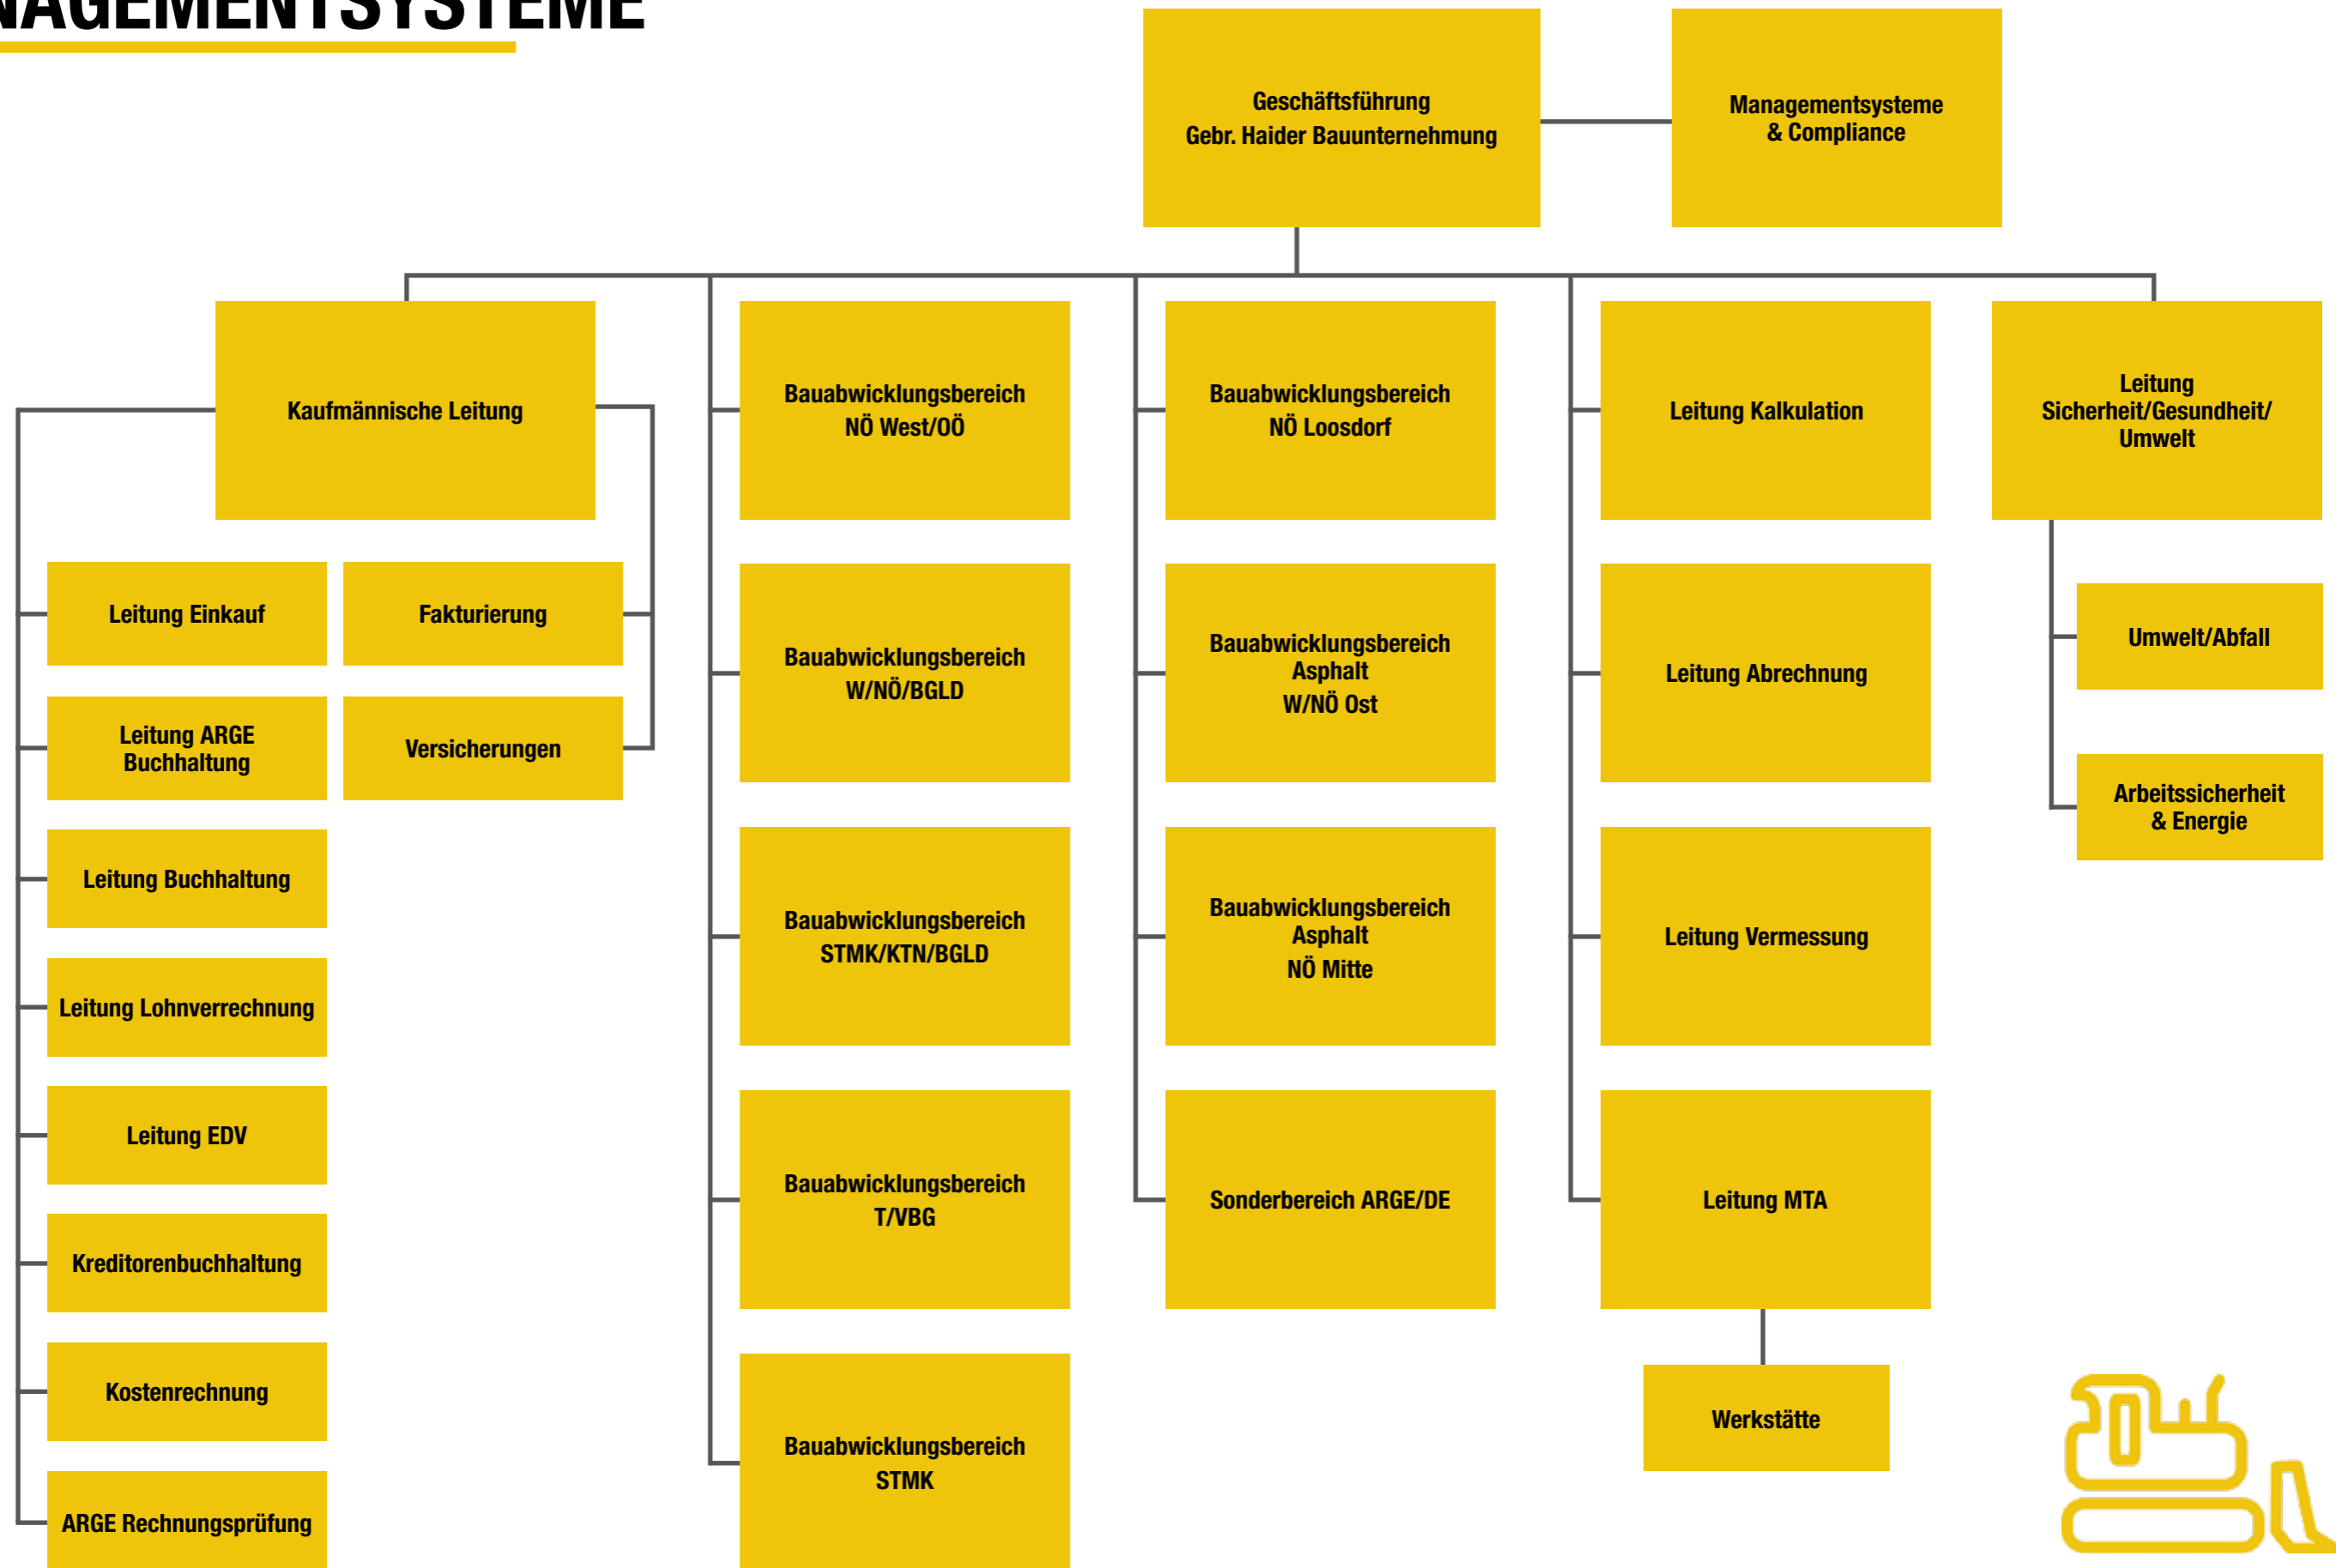 NAGEMENTSYSTEME
Geschäftsführung
Gebr. Haider Bauunternehmung
Managementsysteme
& Compliance
Kaufmännische Leitung
Leitung Einkauf
Fakturierung
Leitung ARGE
Buchhaltung
Versicherungen
Leitung Buchhaltung
Leitung Lohnverrechnung
Leitung EDV
Kreditorenbuchhaltung
Kostenrechnung
ARGE Rechnungsprüfung
Bauabwicklungsbereich
NÖ West/OÖ
Bauabwicklungsbereich
W/NÖ/BGLD
Bauabwicklungsbereich
STMK/KTN/BGLD
Bauabwicklungsbereich
T/VBG
Bauabwicklungsbereich
STMK
Bauabwicklungsbereich
NÖ Loosdorf
Bauabwicklungsbereich
Asphalt
W/NÖ Ost
Bauabwicklungsbereich
Asphalt
NÖ Mitte
Sonderbereich ARGE/DE
Leitung Kalkulation
Leitung Abrechnung
Leitung Vermessung
Leitung MTA
Werkstätte
Leitung
Sicherheit/Gesundheit/
Umwelt
Umwelt/Abfall
Arbeitssicherheit
& Energie